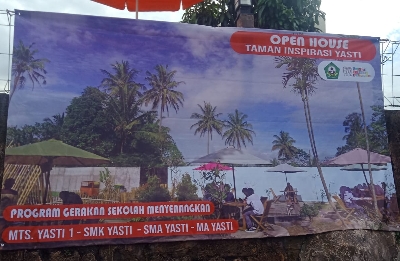 OPEN HOUSE
TAMAN INSPIRASI YASTI
PROGRAM GERAKAN SEKOLAH MENYENANGKAN
MTS. YASTI 1 - SMK YASTI - SMA YASTI - MA YASTI